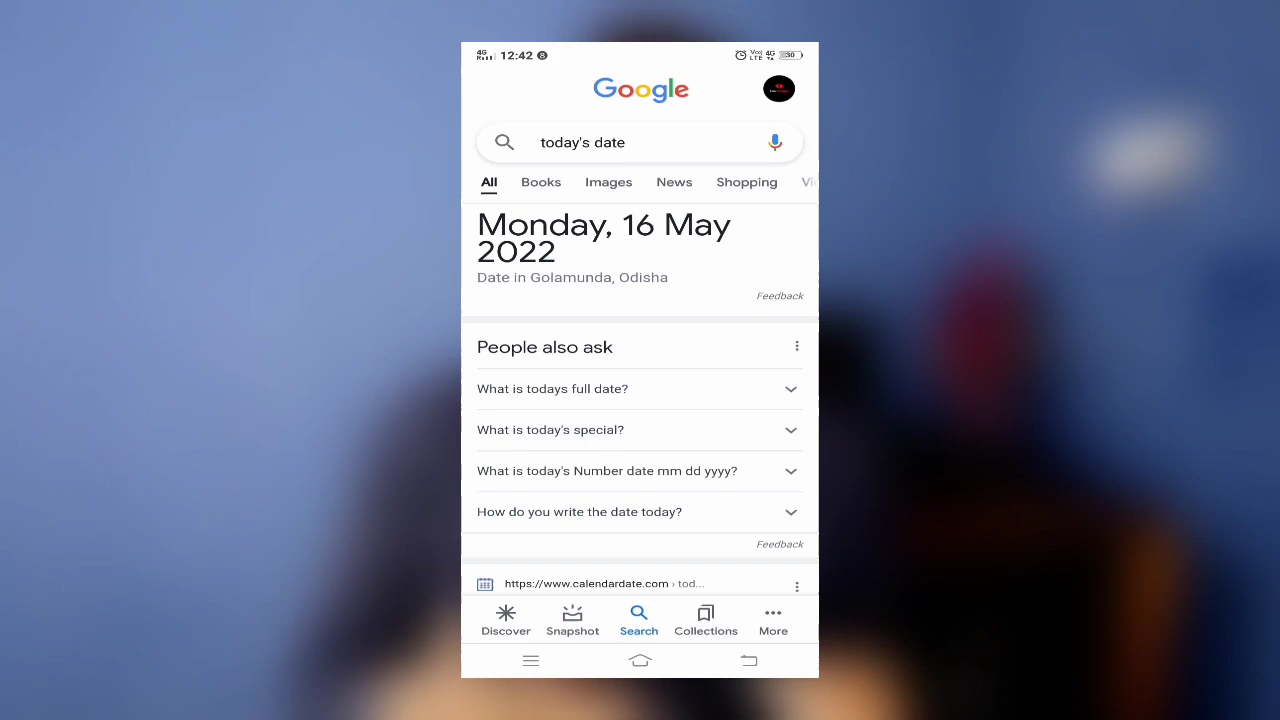 4G 12:42 8 Vo) LTE 4G 30
Google
today's date
All Books Images News Shopping Vi
Monday, 16 May
2022
Date in Golamunda, Odisha
Feedback
People also ask
What is todays full date?
What is today's special?
What is today's Number date mm dd yyyy?
How do you write the date today?
Feedback
https://www.calendardate.com › tod...
Discover Snapshot Search Collections More